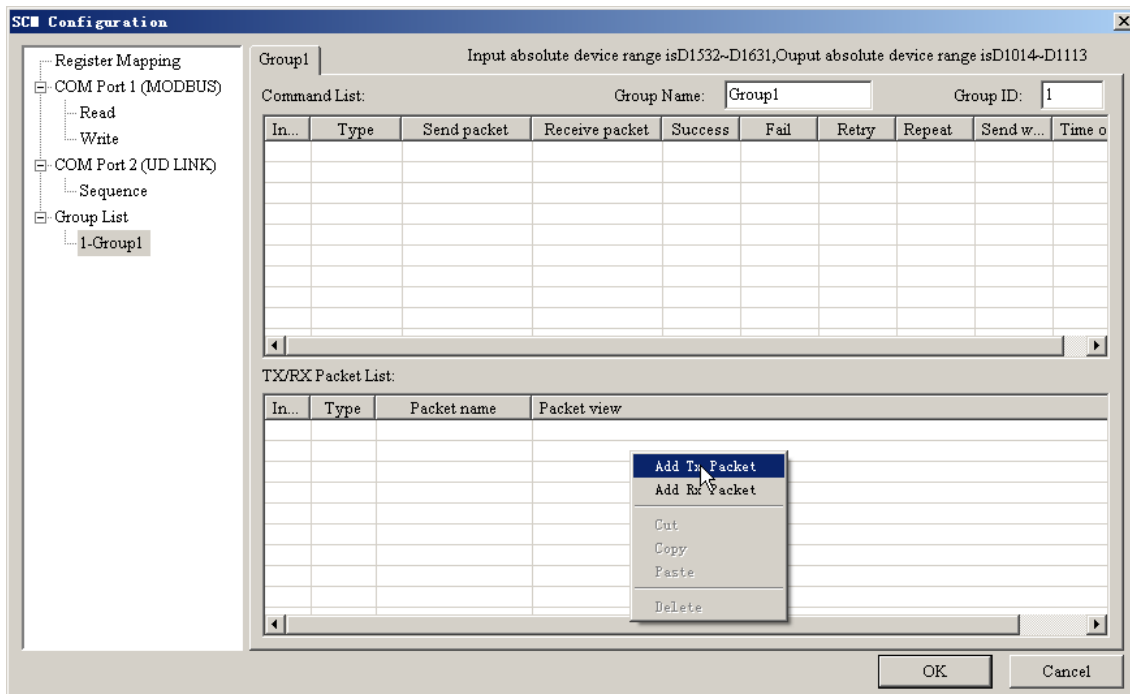 SCM Configuration
Register Mapping
COM Port 1 (MODBUS)
Read
Write
COM Port 2 (UD LINK)
Sequence
Group List
1-Group1
Group1
Input absolute device range isD1532~D1631,Ouput absolute device range isD1014~D1113
Command List: Group Name: Group1 Group ID: 1
In... Type Send packet Receive packet Success Fail Retry Repeat Send w... Time o
TX/RX Packet List:
In... Type Packet name Packet view
Add Tx Packet
Add Rx Packet
Cut
Copy
Paste
Delete
OK Cancel